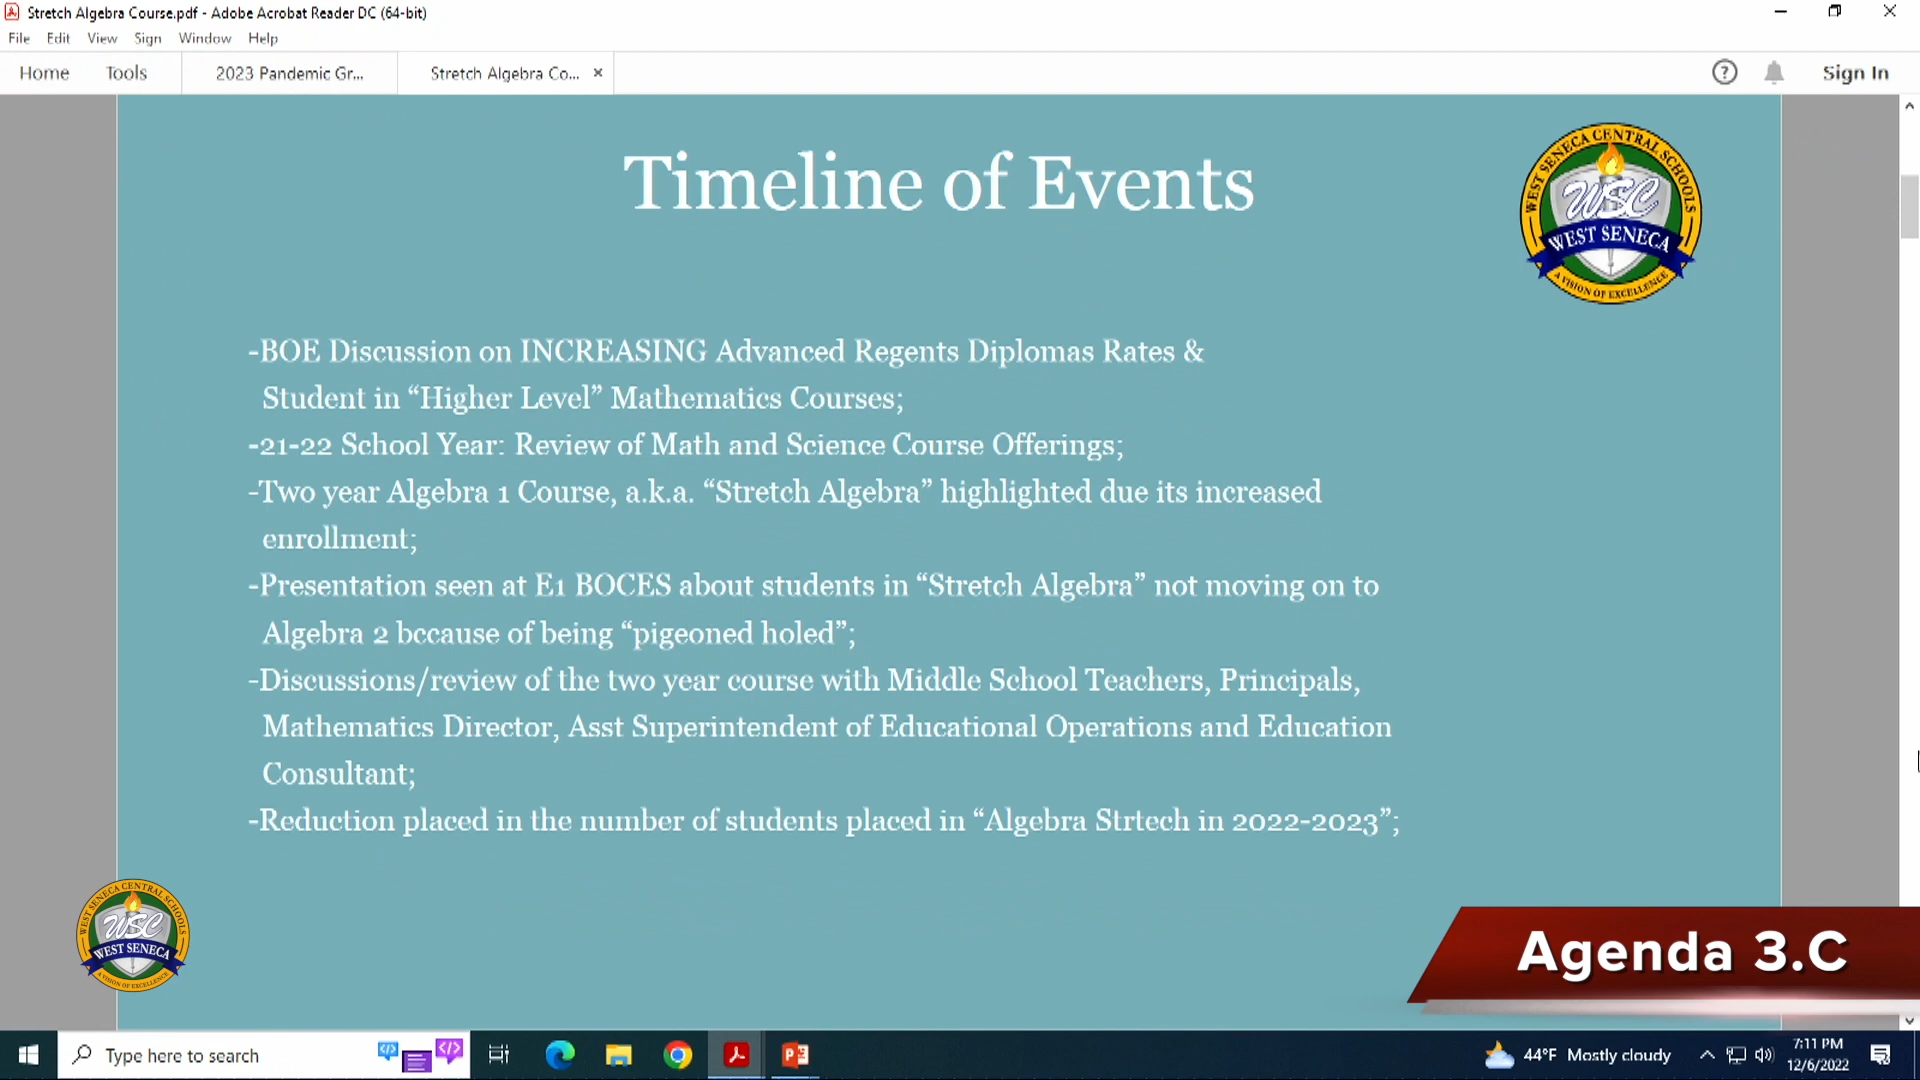 Stretch Algebra Course.pdf - Adobe Acrobat Reader DC (64-bit)
File Edit View Sign Window Help
Home Tools 2023 Pandemic Gr... Stretch Algebra Co... × ? Sign In
Timeline of Events
WEST SENECA CENTRAL SCHOOLS
WSC
WEST SENECA
A VISION OF EXCELLENCE
-BOE Discussion on INCREASING Advanced Regents Diplomas Rates &
Student in “Higher Level” Mathematics Courses;
-21-22 School Year: Review of Math and Science Course Offerings;
-Two year Algebra 1 Course, a.k.a. “Stretch Algebra” highlighted due its increased
enrollment;
-Presentation seen at E1 BOCES about students in “Stretch Algebra” not moving on to
Algebra 2 bccause of being “pigeoned holed”;
-Discussions/review of the two year course with Middle School Teachers, Principals,
Mathematics Director, Asst Superintendent of Educational Operations and Education
Consultant;
-Reduction placed in the number of students placed in “Algebra Strtech in 2022-2023”;
WEST SENECA CENTRAL SCHOOLS
WSC
WEST SENECA
A VISION OF EXCELLENCE
Agenda 3.C
Type here to search
44°F Mostly cloudy
7:11 PM
12/6/2022